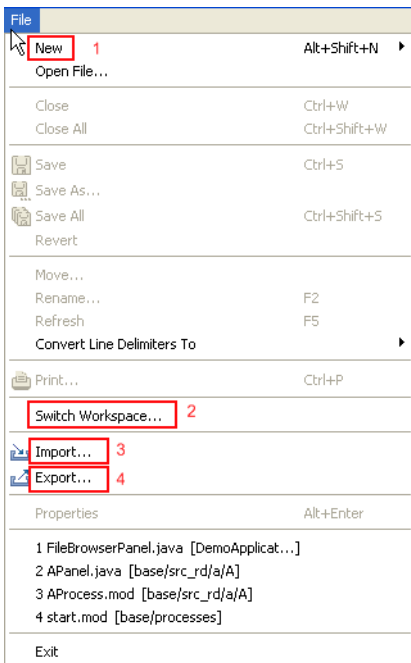 File
New 1 Alt+Shift+N
Open File...
Close Ctrl+W
Close All Ctrl+Shift+W
Save Ctrl+S
Save As...
Save All Ctrl+Shift+S
Revert
Move...
Rename... F2
Refresh F5
Convert Line Delimiters To
Print... Ctrl+P
Switch Workspace... 2
Import... 3
Export... 4
Properties Alt+Enter
1 FileBrowserPanel.java [DemoApplicat...]
2 APanel.java [base/src_rd/a/A]
3 AProcess.mod [base/src_rd/a/A]
4 start.mod [base/processes]
Exit